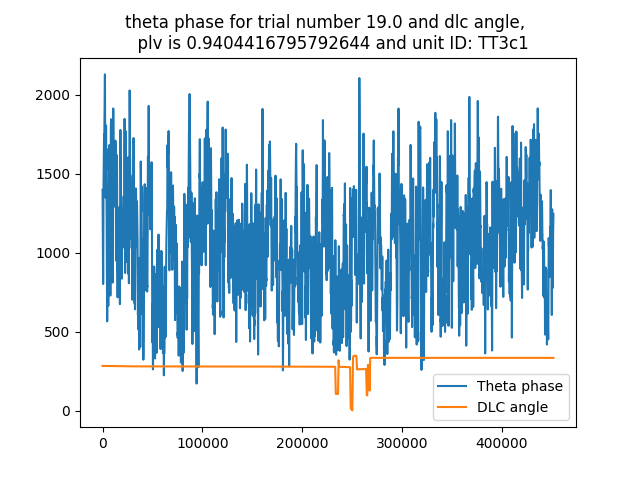 theta phase for trial number 19.0 and dlc angle,
plv is 0.9404416795792644 and unit ID: TT3c1
2000
1500
1000
500
0
0
100000
200000
300000
400000
Theta phase
DLC angle